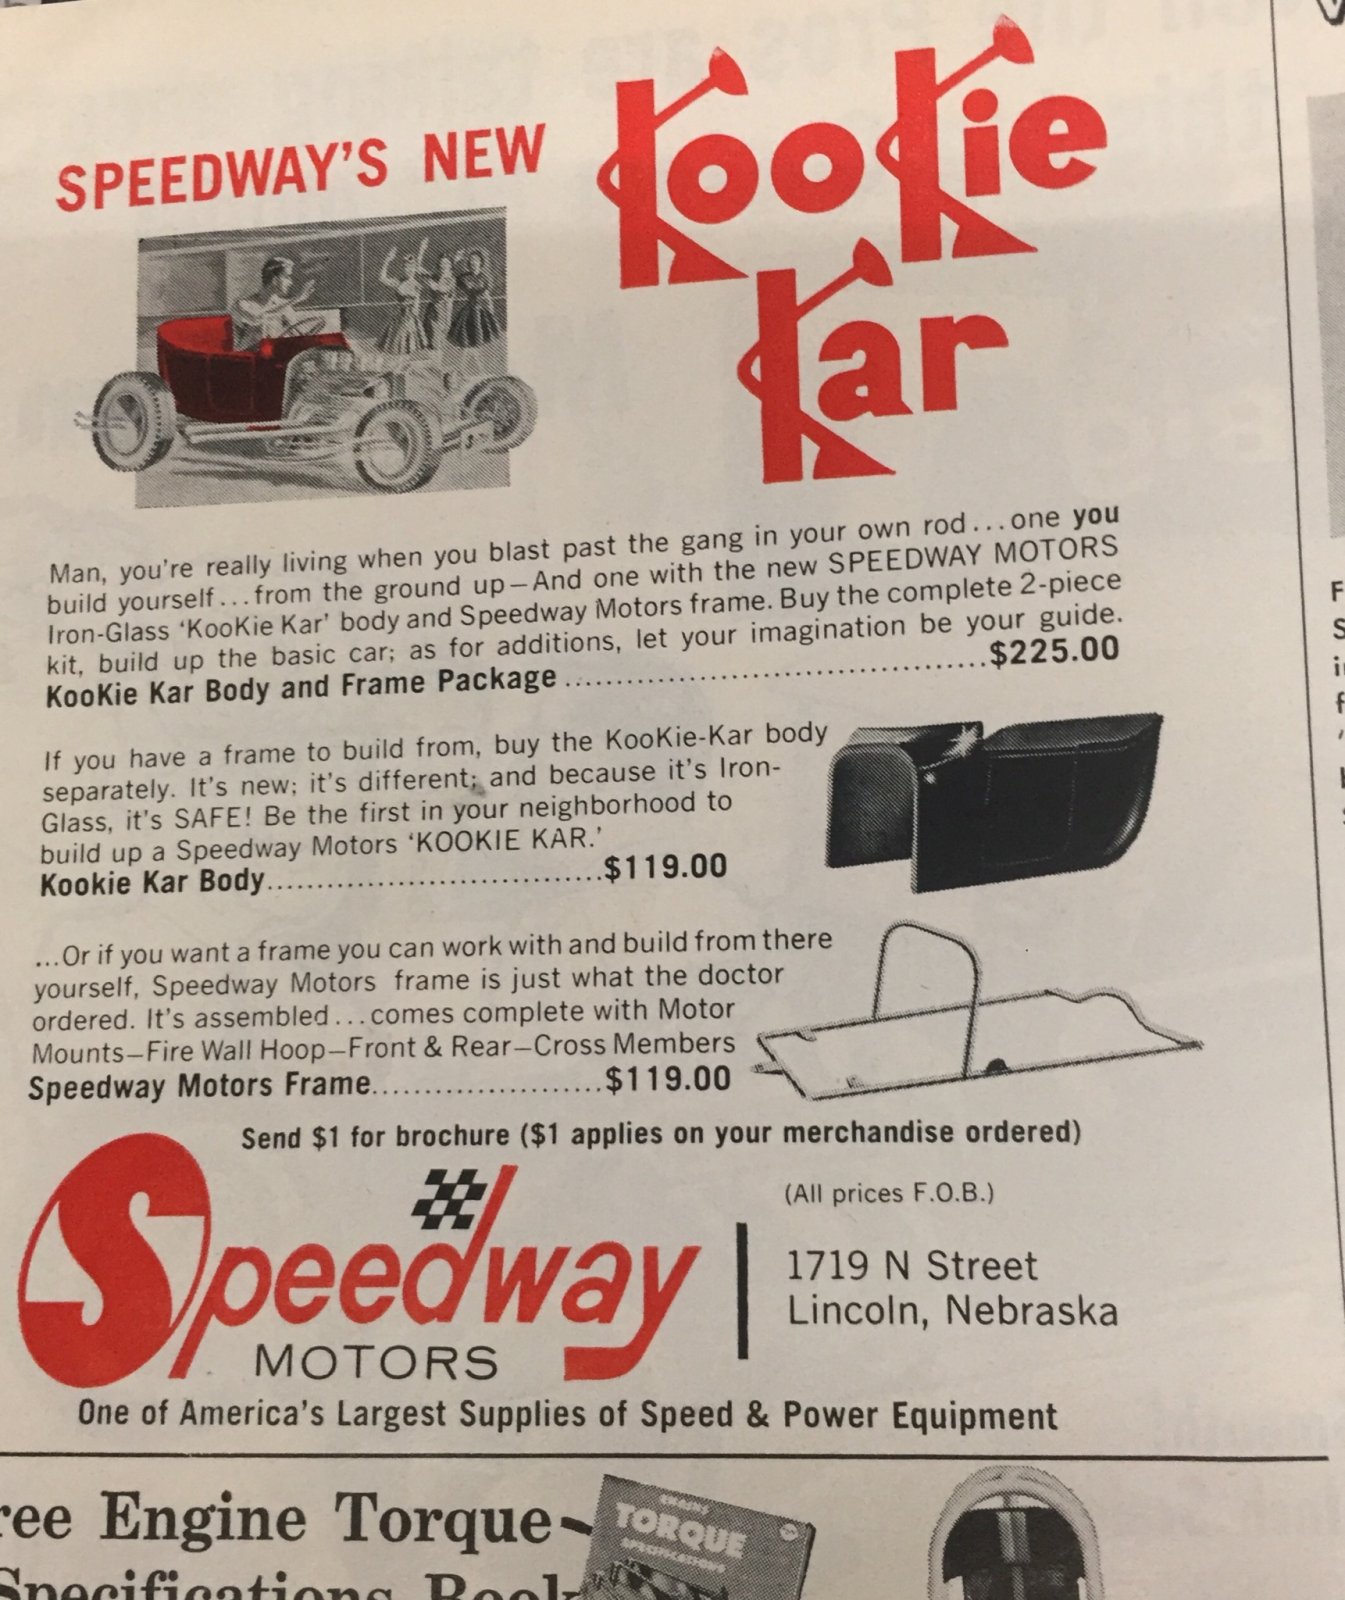 SPEEDWAY'S NEW
KooKie
Kar
Man, you're really living when you blast past the gang in your own rod...one you
build yourself...from the ground up—And one with the new SPEEDWAY MOTORS
Iron-Glass 'KooKie Kar' body and Speedway Motors frame. Buy the complete 2-piece
kit, build up the basic car; as for additions, let your imagination be your guide.
KooKie Kar Body and Frame Package ........................................$225.00
If you have a frame to build from, buy the KooKie-Kar body
separately. It's new; it's different; and because it's Iron-
Glass, it's SAFE! Be the first in your neighborhood to
build up a Speedway Motors 'KOOKIE KAR.'
Kookie Kar Body..................................$119.00
...Or if you want a frame you can work with and build from there
yourself, Speedway Motors frame is just what the doctor
ordered. It's assembled...comes complete with Motor
Mounts—Fire Wall Hoop—Front & Rear—Cross Members
Speedway Motors Frame.......................$119.00
Send $1 for brochure ($1 applies on your merchandise ordered)
(All prices F.O.B.)
Speedway
MOTORS
1719 N Street
Lincoln, Nebraska
One of America's Largest Supplies of Speed & Power Equipment
ree Engine Torque
Specifications Book
TORQUE
SPECIFICATIONS